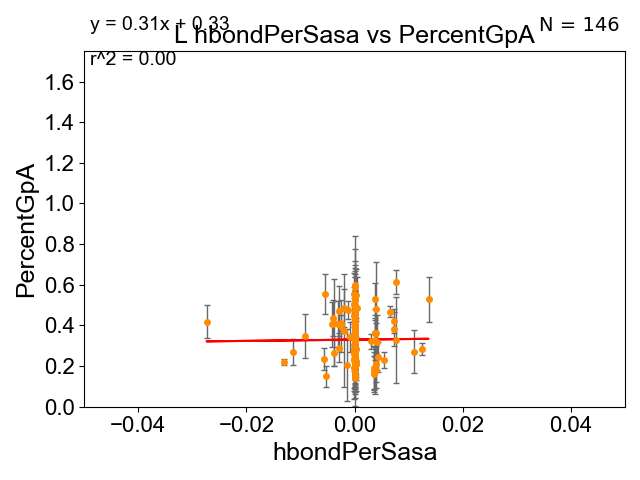 y = 0.31x + 0.33
N = 146
L hbondPerSasa vs PercentGpA
r^2 = 0.00
1.6
1.4
1.2
1.0
0.8
0.6
0.4
0.2
0.0
PercentGpA
−0.04 −0.02 0.00 0.02 0.04
hbondPerSasa